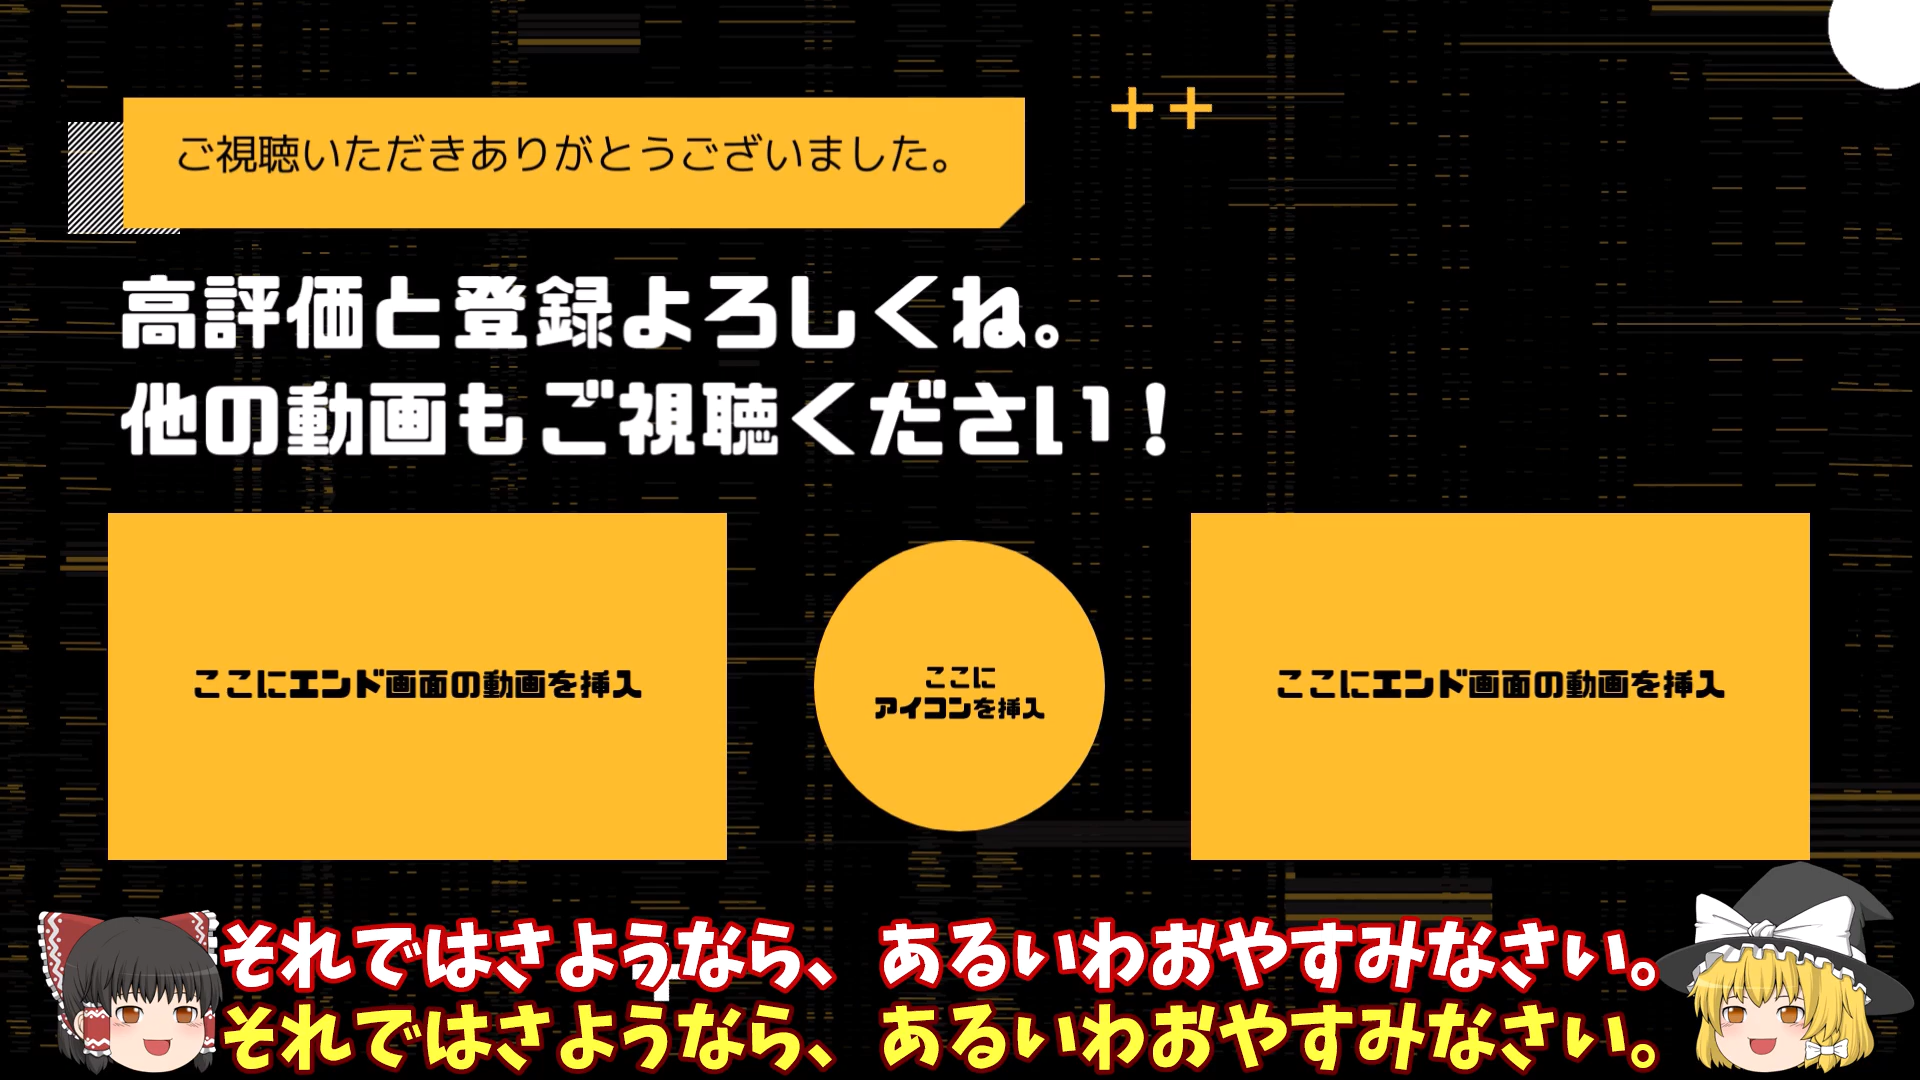 ご視聴いただきありがとうございました。
高評価と登録よろしくね。
他の動画もご視聴ください！
ここにエンド画面の動画を挿入
ここに
アイコンを挿入
ここにエンド画面の動画を挿入
それではさようなら、あるいわおやすみなさい。
それではさようなら、あるいわおやすみなさい。